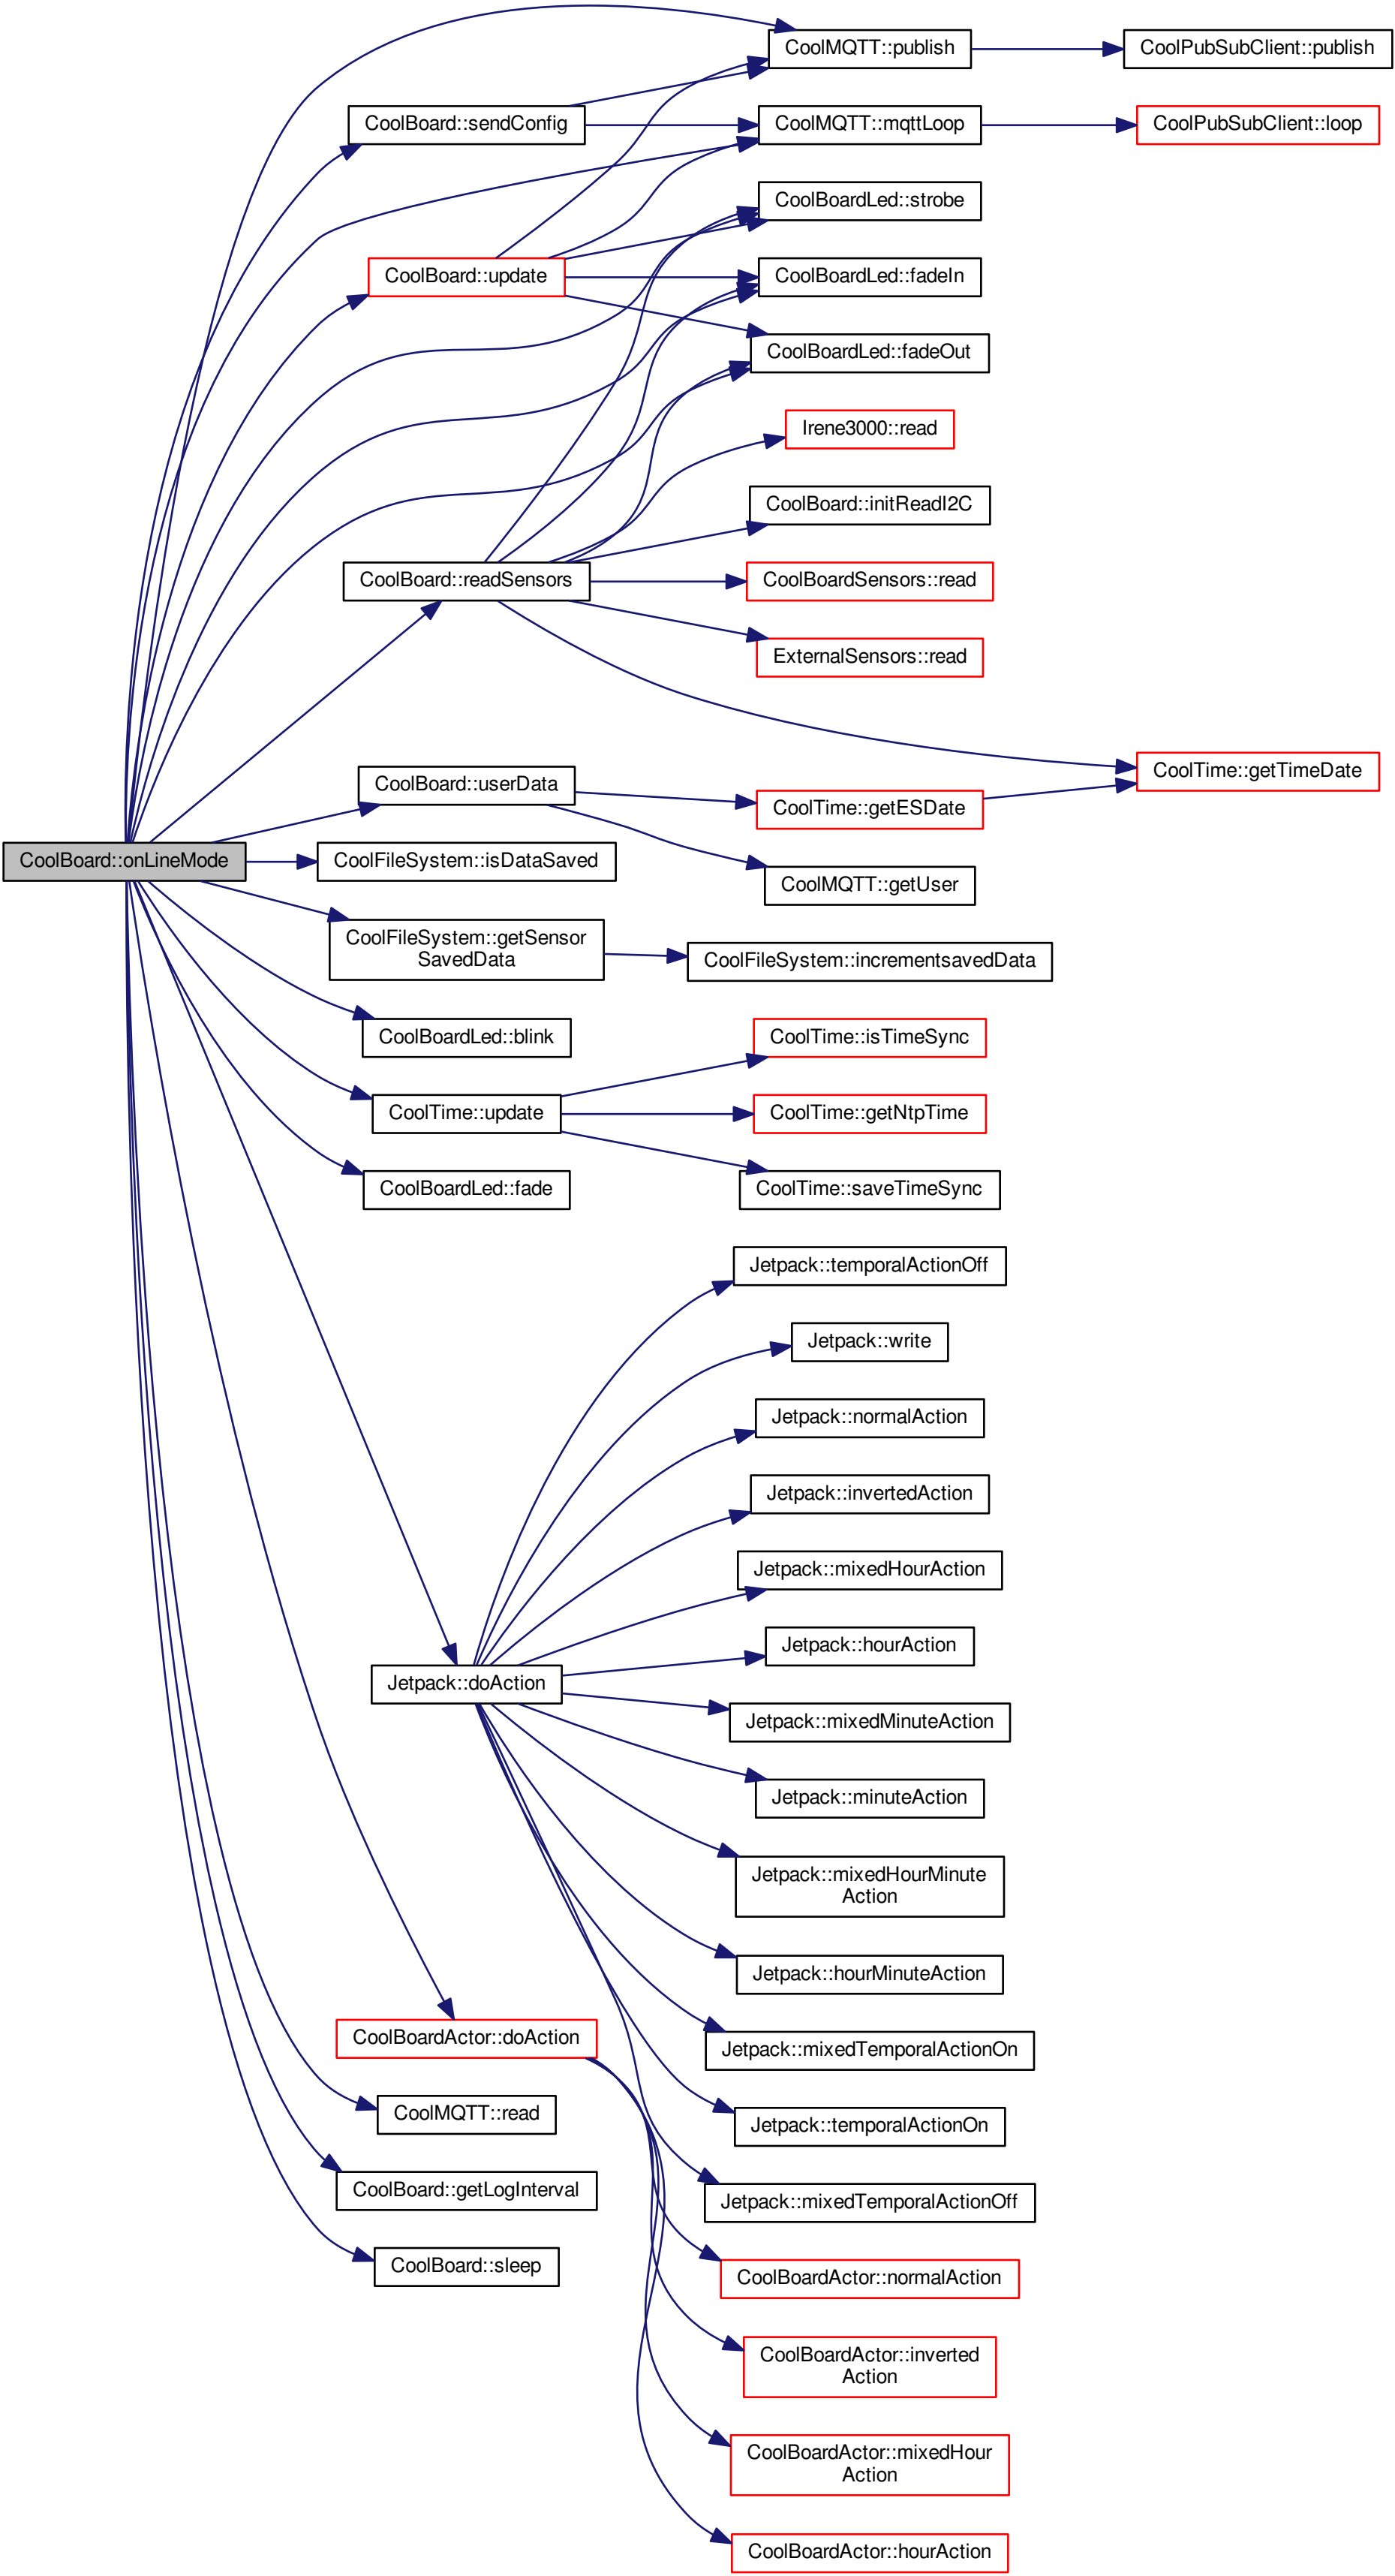 CoolMQTT::publish
CoolPubSubClient::publish
CoolBoard::sendConfig
CoolMQTT::mqttLoop
CoolPubSubClient::loop
CoolBoardLed::strobe
CoolBoard::update
CoolBoardLed::fadeIn
CoolBoardLed::fadeOut
Irene3000::read
CoolBoard::initReadI2C
CoolBoard::readSensors
CoolBoardSensors::read
ExternalSensors::read
CoolTime::getTimeDate
CoolBoard::userData
CoolTime::getESDate
CoolBoard::onLineMode
CoolFileSystem::isDataSaved
CoolMQTT::getUser
CoolFileSystem::getSensor
SavedData
CoolFileSystem::incrementsavedData
CoolBoardLed::blink
CoolTime::isTimeSync
CoolTime::update
CoolTime::getNtpTime
CoolBoardLed::fade
CoolTime::saveTimeSync
Jetpack::temporalActionOff
Jetpack::write
Jetpack::normalAction
Jetpack::invertedAction
Jetpack::mixedHourAction
Jetpack::hourAction
Jetpack::doAction
Jetpack::mixedMinuteAction
Jetpack::minuteAction
Jetpack::mixedHourMinute
Action
Jetpack::hourMinuteAction
CoolBoardActor::doAction
Jetpack::mixedTemporalActionOn
CoolMQTT::read
Jetpack::temporalActionOn
CoolBoard::getLogInterval
Jetpack::mixedTemporalActionOff
CoolBoard::sleep
CoolBoardActor::normalAction
CoolBoardActor::inverted
Action
CoolBoardActor::mixedHour
Action
CoolBoardActor::hourAction